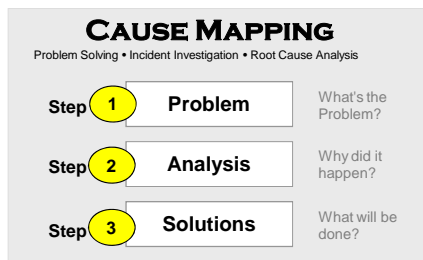 CAUSE MAPPING
Problem Solving • Incident Investigation • Root Cause Analysis
Step 1 Problem What's the Problem?
Step 2 Analysis Why did it happen?
Step 3 Solutions What will be done?